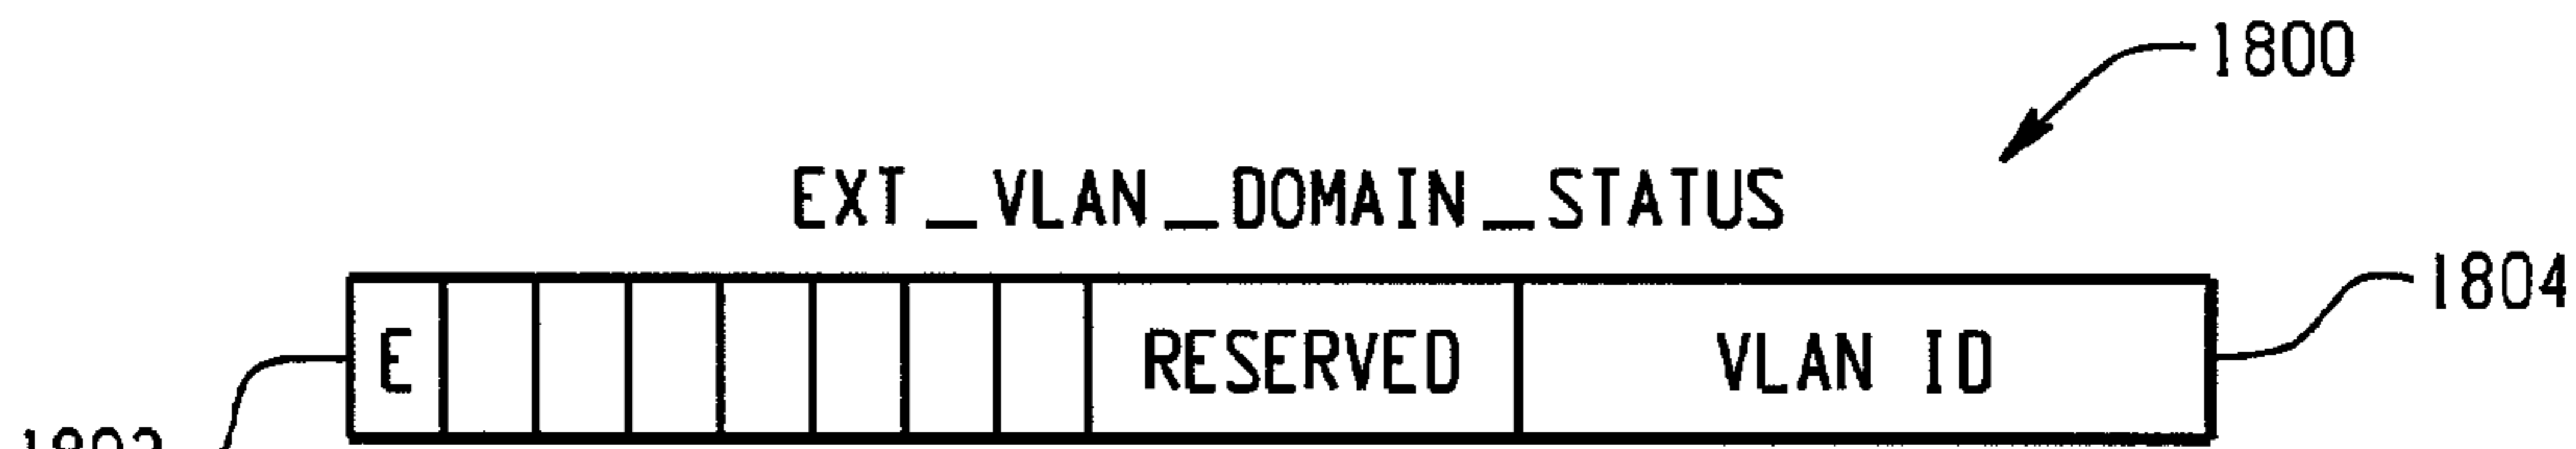 1800
EXT_VLAN_DOMAIN_STATUS
1804
E RESERVED VLAN ID